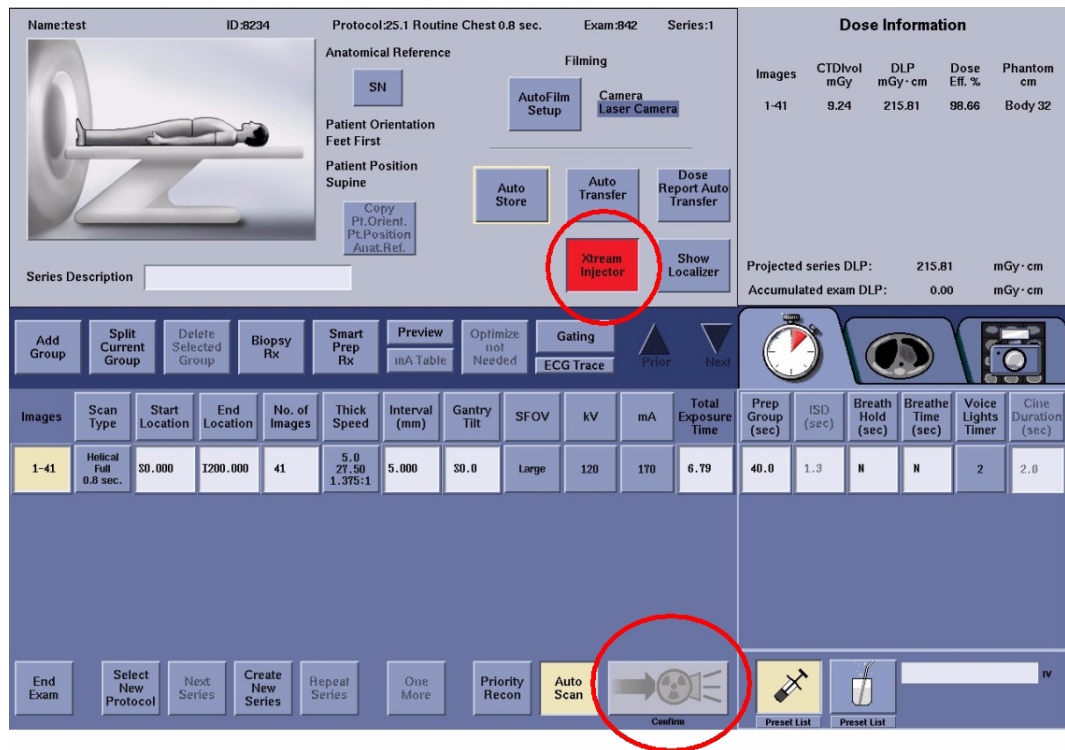 Name:test ID:8234 Protocol:25.1 Routine Chest 0.8 sec. Exam:842 Series:1
Anatomical Reference
SN
Patient Orientation
Feet First
Patient Position
Supine
Copy
Pt.Orient.
Pt.Position
Anat.Ref.
Filming
AutoFilm
Setup
Camera
Laser Camera
Auto
Store
Auto
Transfer
Dose
Report Auto
Transfer
Xtream
Injector
Show
Localizer
Series Description
Dose Information
Images
CTDIvol
mGy
DLP
mGy·cm
Dose
Eff. %
Phantom
cm
1-41 9.24 215.81 98.66 Body 32
Projected series DLP: 215.81 mGy·cm
Accumulated exam DLP: 0.00 mGy·cm
Add
Group
Split
Current
Group
Delete
Selected
Group
Biopsy
Rx
Smart
Prep
Rx
Preview
mA Table
Optimize
not
Needed
Gating
ECG Trace
Prior
Next
Images
Scan
Type
Start
Location
End
Location
No. of
Images
Thick
Speed
Interval
(mm)
Gantry
Tilt
SFOV
kV
mA
Total
Exposure
Time
Prep
Group
(sec)
ISD
(sec)
Breath
Hold
(sec)
Breathe
Time
(sec)
Voice
Lights
Timer
Cine
Duration
(sec)
1-41
Helical
Full
0.8 sec.
S0.000
I200.000
41
5.0
27.50
1.375:1
5.000
S0.0
Large
120
170
6.79
40.0
1.3
N
N
2
2.0
End
Exam
Select
New
Protocol
Next
Series
Create
New
Series
Repeat
Series
One
More
Priority
Recon
Auto
Scan
Confirm
Preset List
Preset List
IV